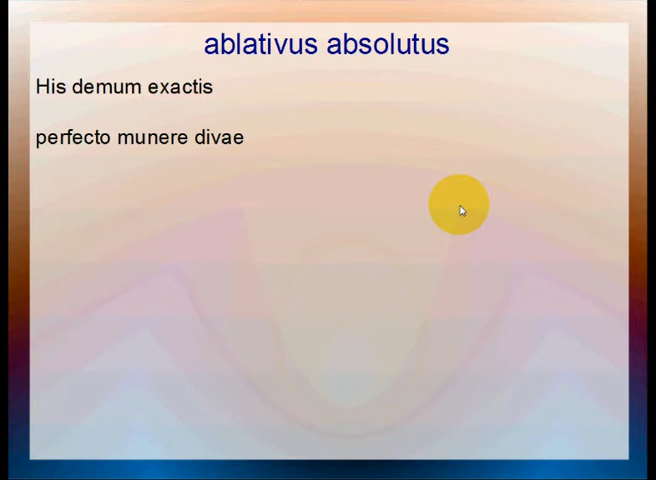 ablativus absolutus
His demum exactis
perfecto munere divae